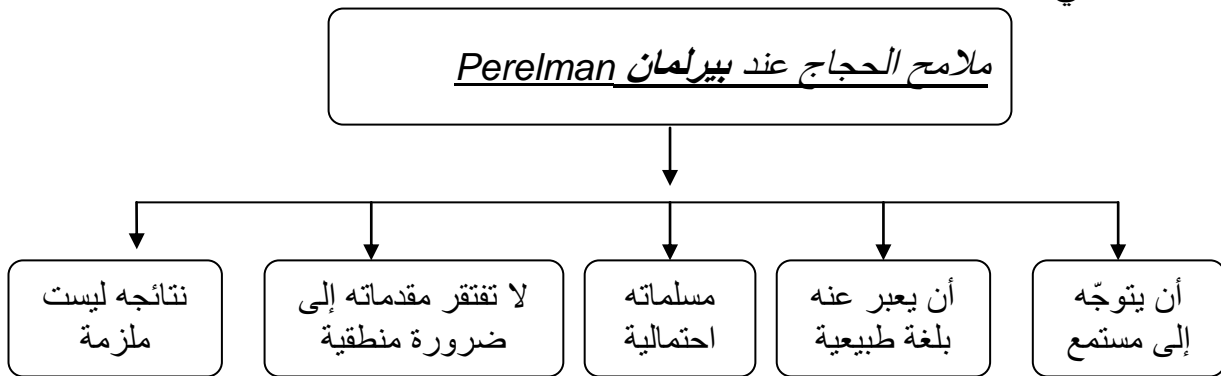 ملامح الحجاج عند بيرلمان Perelman
أن يتوجّه
إلى مستمع
أن يعبر عنه
بلغة طبيعية
مسلماته
احتمالية
لا تفتقر مقدماته إلى
ضرورة منطقية
نتائجه ليست
ملزمة